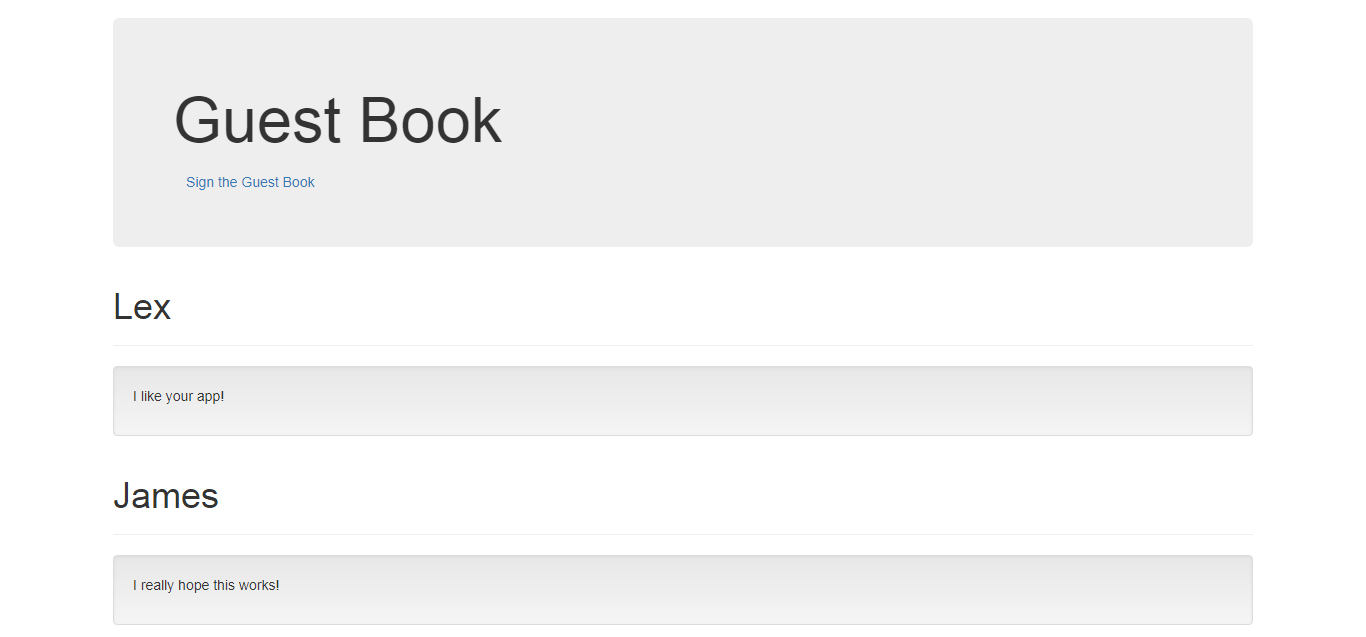 Guest Book
Sign the Guest Book
Lex
I like your app!
James
I really hope this works!